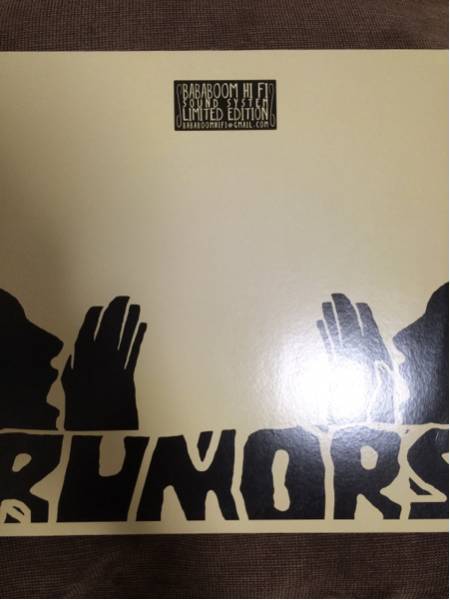 BABABOOM HI FI
SOUND SYSTEM
LIMITED EDITION
BABABOOMHIFI@GMAIL.COM
RUMORS